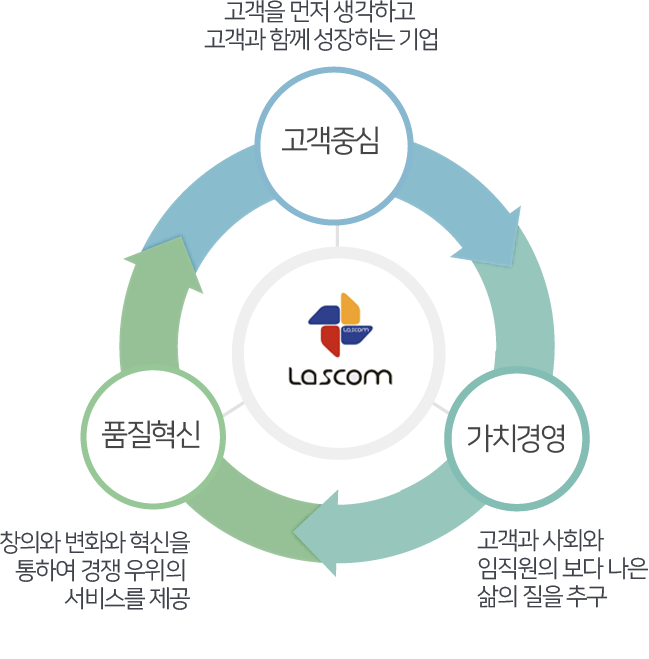 고객을 먼저 생각하고
고객과 함께 성장하는 기업
고객중심
Lascom
Lascom
품질혁신
가치경영
창의와 변화와 혁신을
통하여 경쟁 우위의
서비스를 제공
고객과 사회와
임직원의 보다 나은
삶의 질을 추구